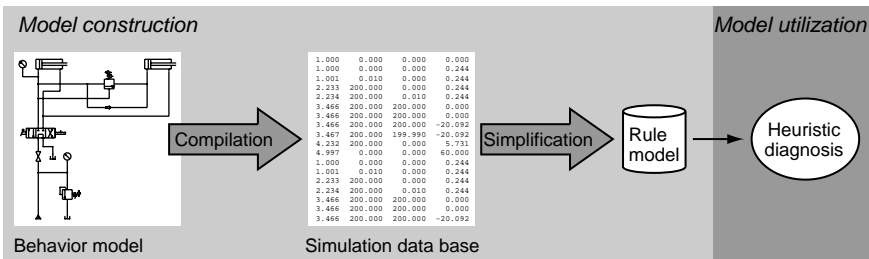 Model construction
Model utilization
1.000 0.000 0.000 0.000
1.000 0.000 0.000 0.244
1.001 0.010 0.000 0.244
2.233 200.000 0.000 0.244
2.234 200.000 0.010 0.244
3.466 200.000 200.000 0.000
3.466 200.000 200.000 0.000
3.466 200.000 200.000 -20.092
3.467 200.000 199.990 -20.092
4.232 200.000 0.000 5.731
4.997 0.000 0.000 60.000
1.000 0.000 0.000 0.244
1.001 0.010 0.000 0.244
2.233 200.000 0.000 0.244
2.234 200.000 0.010 0.244
3.466 200.000 200.000 0.000
3.466 200.000 200.000 0.000
3.466 200.000 200.000 -20.092
Compilation
Simplification
Rule
model
Heuristic
diagnosis
Behavior model
Simulation data base